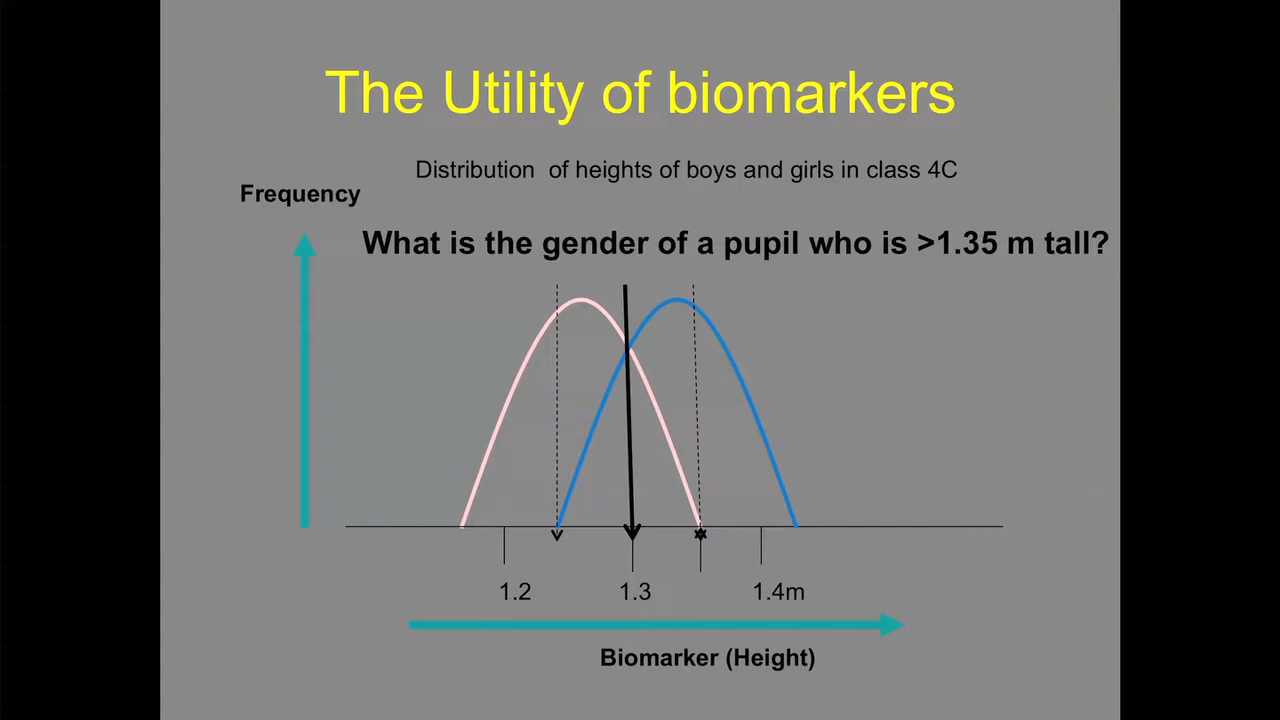 The Utility of biomarkers
Distribution of heights of boys and girls in class 4C
Frequency
What is the gender of a pupil who is >1.35 m tall?
1.2 1.3 1.4m
Biomarker (Height)